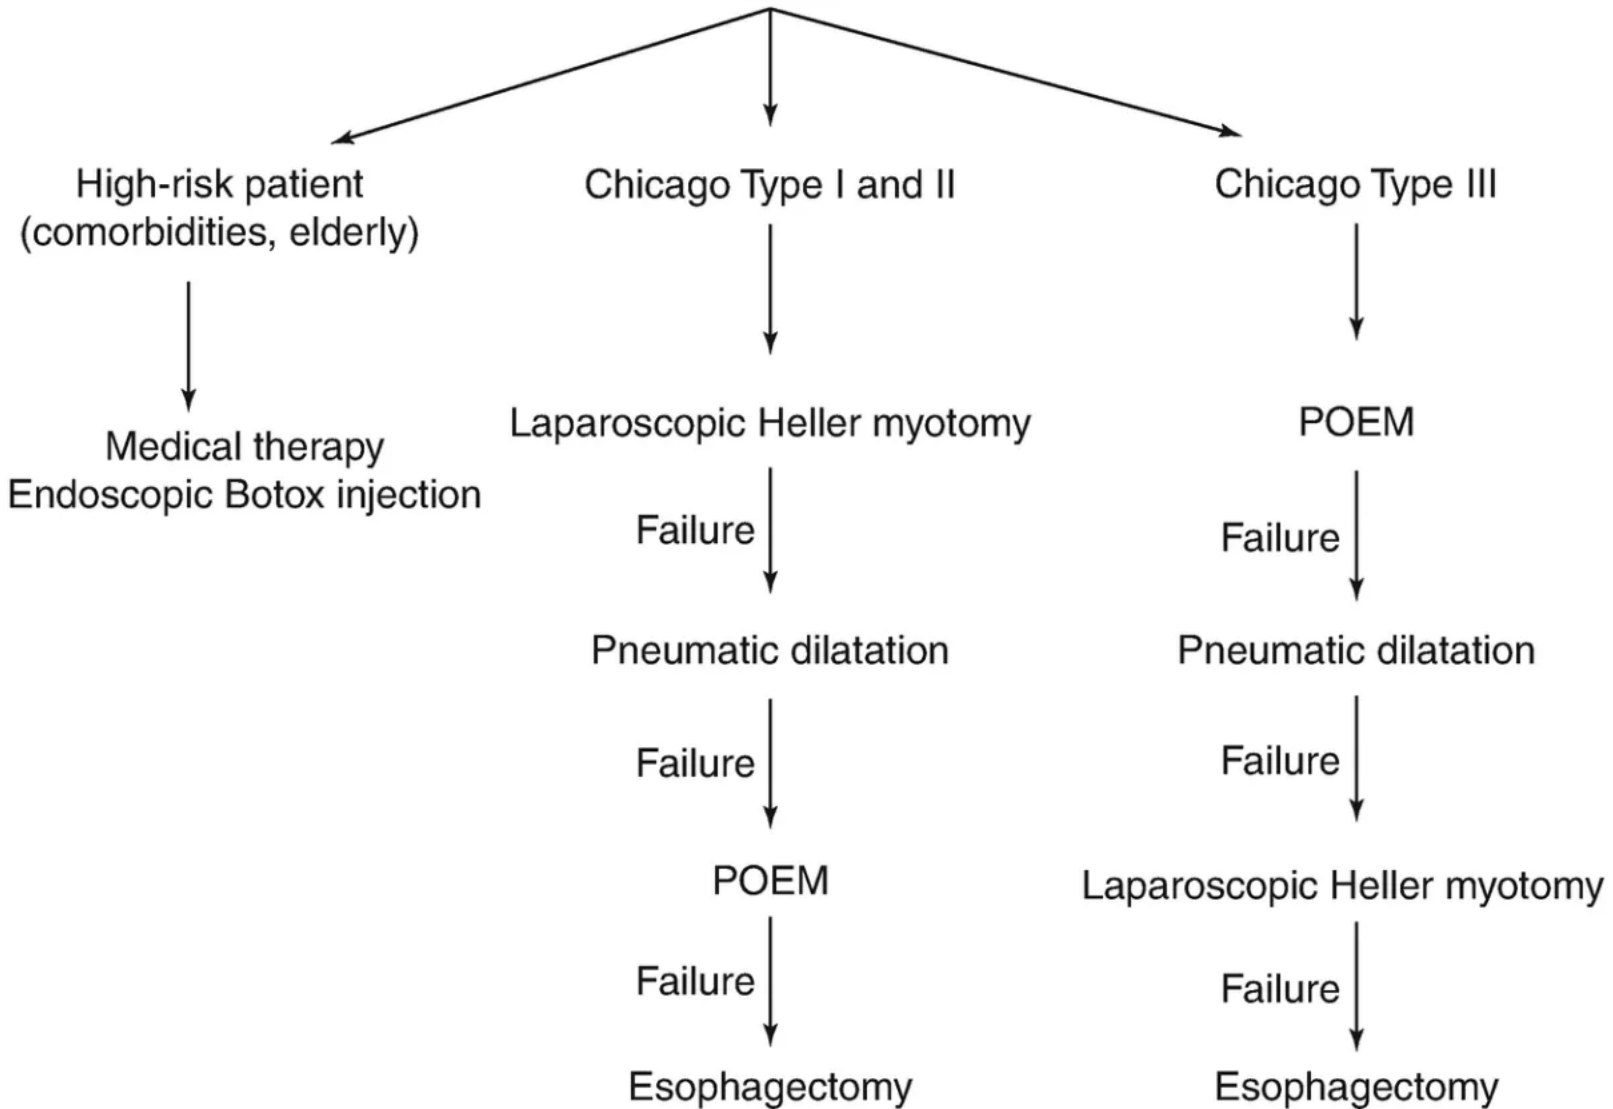 High-risk patient
(comorbidities, elderly)
Medical therapy
Endoscopic Botox injection
Chicago Type I and II
Laparoscopic Heller myotomy
Failure
Pneumatic dilatation
Failure
POEM
Failure
Esophagectomy
Chicago Type III
POEM
Failure
Pneumatic dilatation
Failure
Laparoscopic Heller myotomy
Failure
Esophagectomy